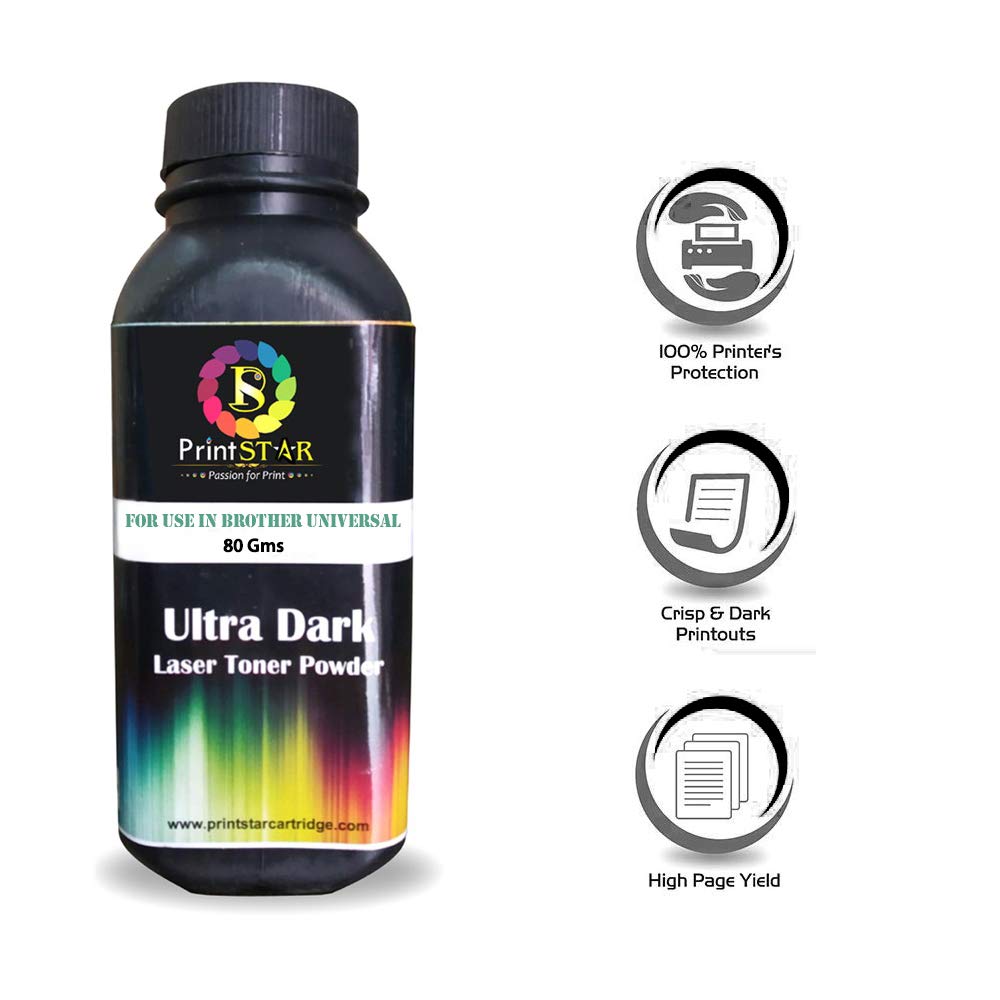 BS
PrintSTAR
Passion for Print
FOR USE IN BROTHER UNIVERSAL
80 Gms
Ultra Dark
Laser Toner Powder
www.printstarcartridge.com
100% Printer's
Protection
Crisp & Dark
Printouts
High Page Yield